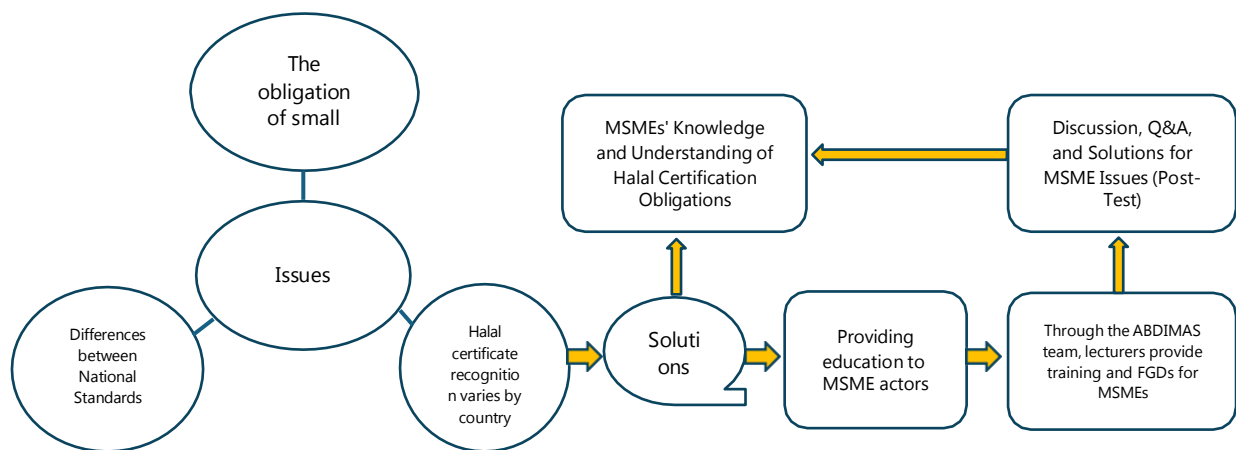 The
obligation
of small
Issues
Differences
between
National
Standards
Halal
certificate
recognitio
n varies by
country
Soluti
ons
MSMEs' Knowledge
and Understanding of
Halal Certification
Obligations
Providing
education to
MSME actors
Through the ABDIMAS
team, lecturers provide
training and FGDs for
MSMEs
Discussion, Q&A,
and Solutions for
MSME Issues (Post-
Test)